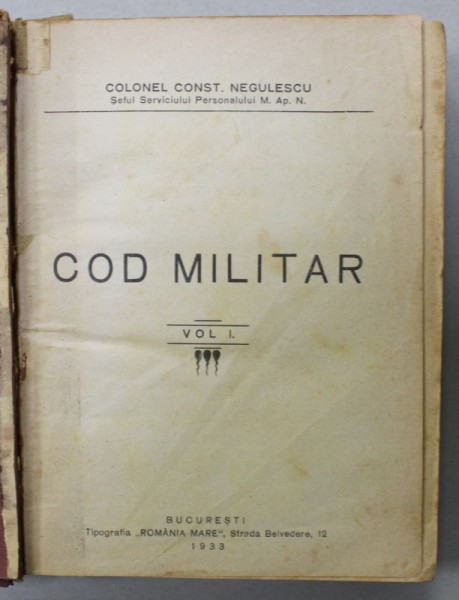 COLONEL CONST. NEGULESCU
Șeful Serviciului Personalului M. Ap. N.
COD MILITAR
VOL I.
BUCUREȘTI
Tipografia „ROMÂNIA MARE“, Strada Belvedere, 12
1933